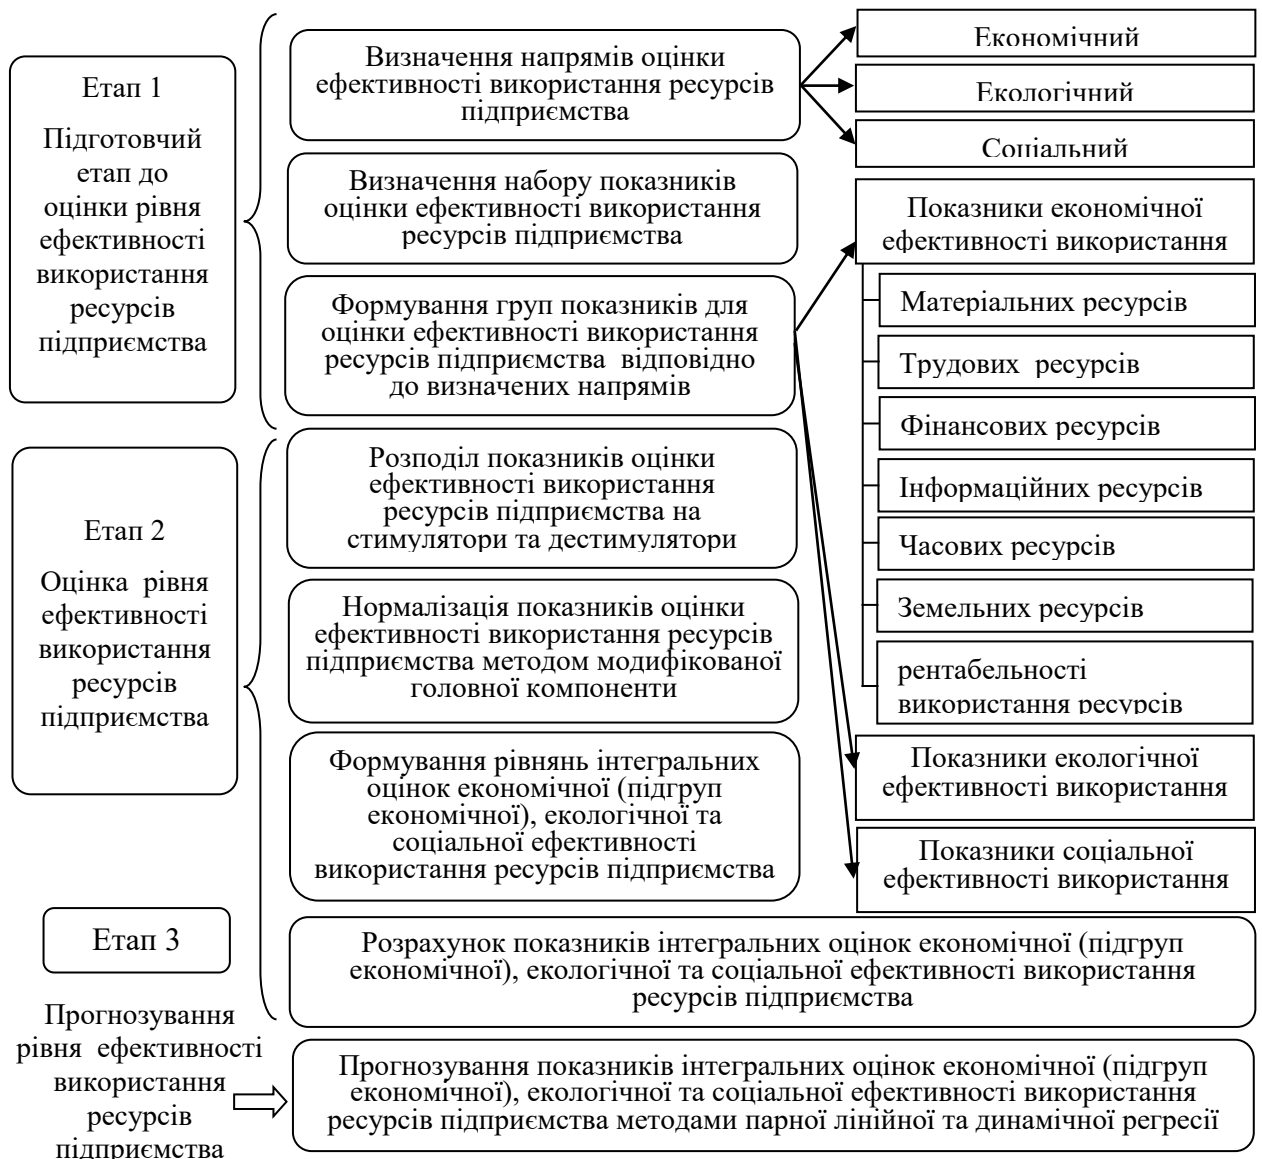 Етап 1
Підготовчий
етап до
оцінки рівня
ефективності
використання
ресурсів
підприємства
Визначення напрямів оцінки
ефективності використання ресурсів
підприємства
Економічний
Екологічний
Соціальний
Визначення набору показників
оцінки ефективності використання
ресурсів підприємства
Формування груп показників для
оцінки ефективності використання
ресурсів підприємства відповідно
до визначених напрямів
Показники економічної
ефективності використання
Матеріальних ресурсів
Трудових ресурсів
Фінансових ресурсів
Інформаційних ресурсів
Часових ресурсів
Земельних ресурсів
рентабельності
використання ресурсів
Показники екологічної
ефективності використання
Показники соціальної
ефективності використання
Етап 2
Оцінка рівня
ефективності
використання
ресурсів
підприємства
Розподіл показників оцінки
ефективності використання
ресурсів підприємства на
стимулятори та дестимулятори
Нормалізація показників оцінки
ефективності використання ресурсів
підприємства методом модифікованої
головної компоненти
Формування рівнянь інтегральних
оцінок економічної (підгруп
економічної), екологічної та
соціальної ефективності
використання ресурсів підприємства
Розрахунок показників інтегральних оцінок економічної (підгруп
економічної), екологічної та соціальної ефективності використання
ресурсів підприємства
Етап 3
Прогнозування
рівня ефективності
використання
ресурсів
підприємства
Прогнозування показників інтегральних оцінок економічної (підгруп
економічної), екологічної та соціальної ефективності використання
ресурсів підприємства методами парної лінійної та динамічної регресії